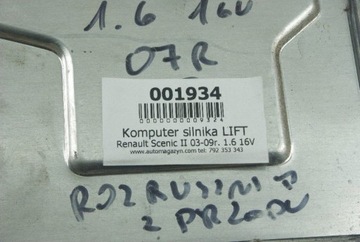 1.6 16V
07R
001934
Komputer silnika LIFT
Renault Scenic II 03-09r. 1.6 16V
www.automagazyn.com tel: 792 353 343
ROZRUSZNIK
Z PRZODU